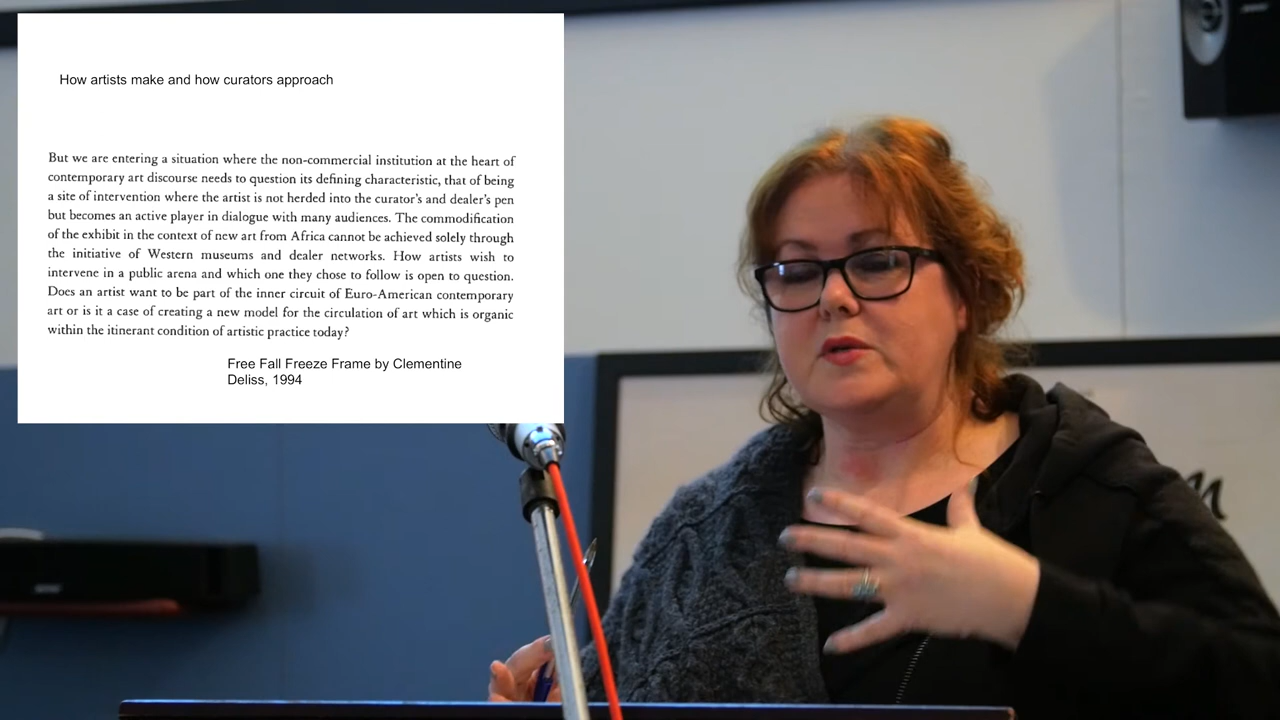 How artists make and how curators approach
But we are entering a situation where the non-commercial institution at the heart of
contemporary art discourse needs to question its defining characteristic, that of being
a site of intervention where the artist is not herded into the curator's and dealer's pen
but becomes an active player in dialogue with many audiences. The commodification
of the exhibit in the context of new art from Africa cannot be achieved solely through
the initiative of Western museums and dealer networks. How artists wish to
intervene in a public arena and which one they chose to follow is open to question.
Does an artist want to be part of the inner circuit of Euro-American contemporary
art or is it a case of creating a new model for the circulation of art which is organic
within the itinerant condition of artistic practice today?
Free Fall Freeze Frame by Clementine
Deliss, 1994